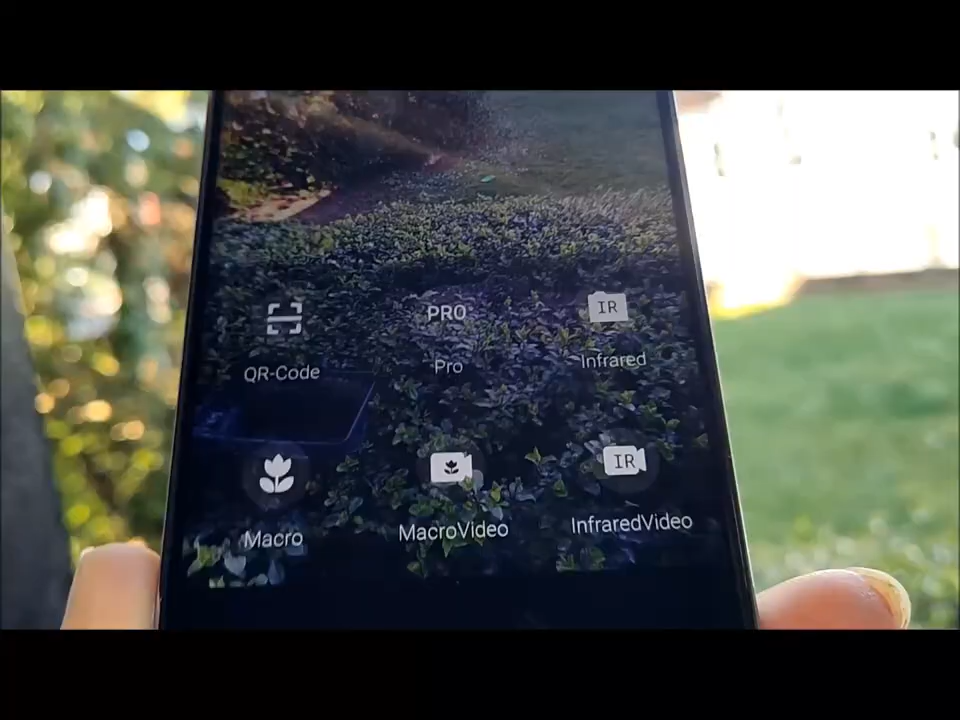 PRO
IR
QR-Code
Pro
Infrared
IR
Macro
MacroVideo
InfraredVideo